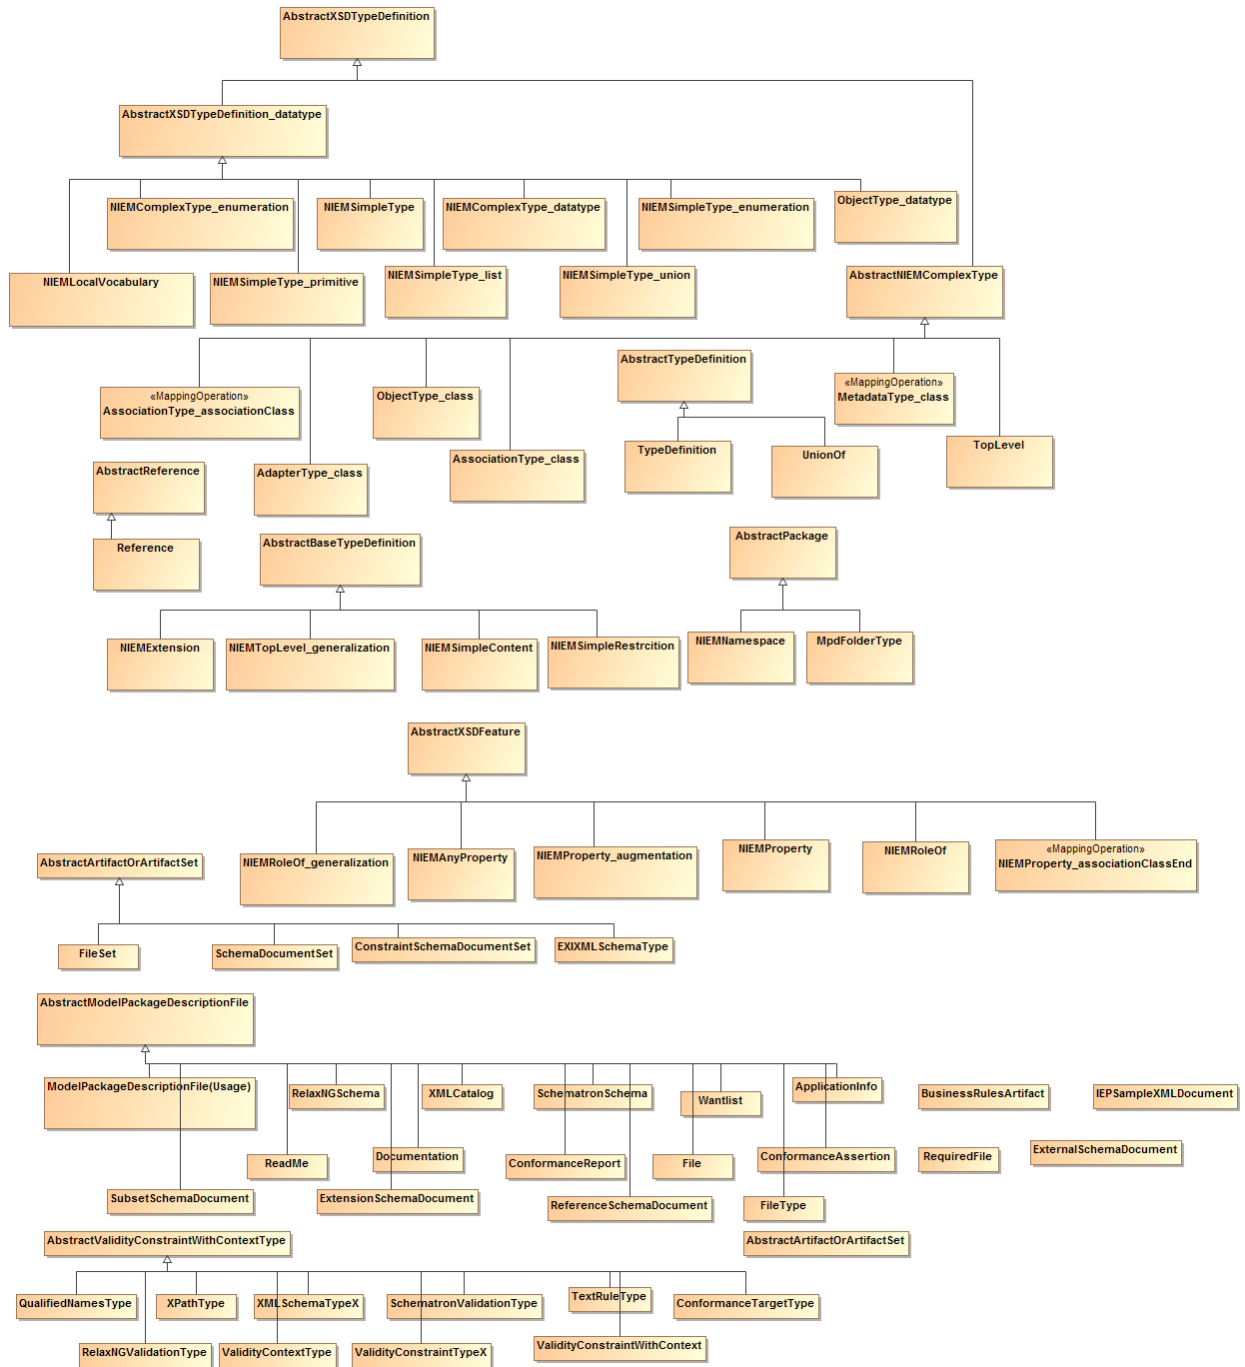 AbstractXSDTypeDefinition
AbstractXSDTypeDefinition_datatype
NIEMComplexType_enumeration
NIEMSimpleType
NIEMComplexType_datatype
NIEMSimpleType_enumeration
ObjectType_datatype
NIEMLocalVocabulary
NIEMSimpleType_primitive
NIEMSimpleType_list
NIEMSimpleType_union
AbstractNIEMComplexType
«MappingOperation»
AssociationType_associationClass
ObjectType_class
AbstractTypeDefinition
«MappingOperation»
MetadataType_class
AbstractReference
AdapterType_class
AssociationType_class
TypeDefinition
UnionOf
TopLevel
Reference
AbstractBaseTypeDefinition
AbstractPackage
NIEMExtension
NIEMTopLevel_generalization
NIEMSimpleContent
NIEMSimpleRestrcition
NIEMNamespace
MpdFolderType
AbstractXSDFeature
AbstractArtifactOrArtifactSet
NIEMRoleOf_generalization
NIEMAnyProperty
NIEMProperty_augmentation
NIEMProperty
NIEMRoleOf
«MappingOperation»
NIEMProperty_associationClassEnd
FileSet
SchemaDocumentSet
ConstraintSchemaDocumentSet
EXIXMLSchemaType
AbstractModelPackageDescriptionFile
ModelPackageDescriptionFile(Usage)
RelaxNGSchema
XMLCatalog
SchematronSchema
Wantlist
ApplicationInfo
BusinessRulesArtifact
IEPSampleXMLDocument
ReadMe
Documentation
ConformanceReport
File
ConformanceAssertion
RequiredFile
ExternalSchemaDocument
SubsetSchemaDocument
ExtensionSchemaDocument
ReferenceSchemaDocument
FileType
AbstractValidityConstraintWithContextType
AbstractArtifactOrArtifactSet
QualifiedNamesType
XPathType
XMLSchemaTypeX
SchematronValidationType
TextRuleType
ConformanceTargetType
RelaxNGValidationType
ValidityContextType
ValidityConstraintTypeX
ValidityConstraintWithContext